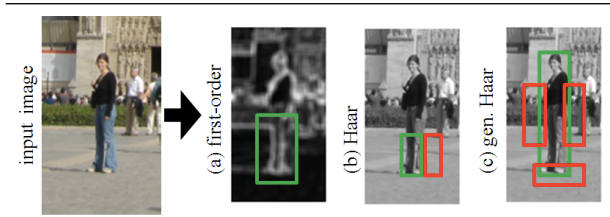 input image
(a) first-order
(b) Haar
(c) gen. Haar